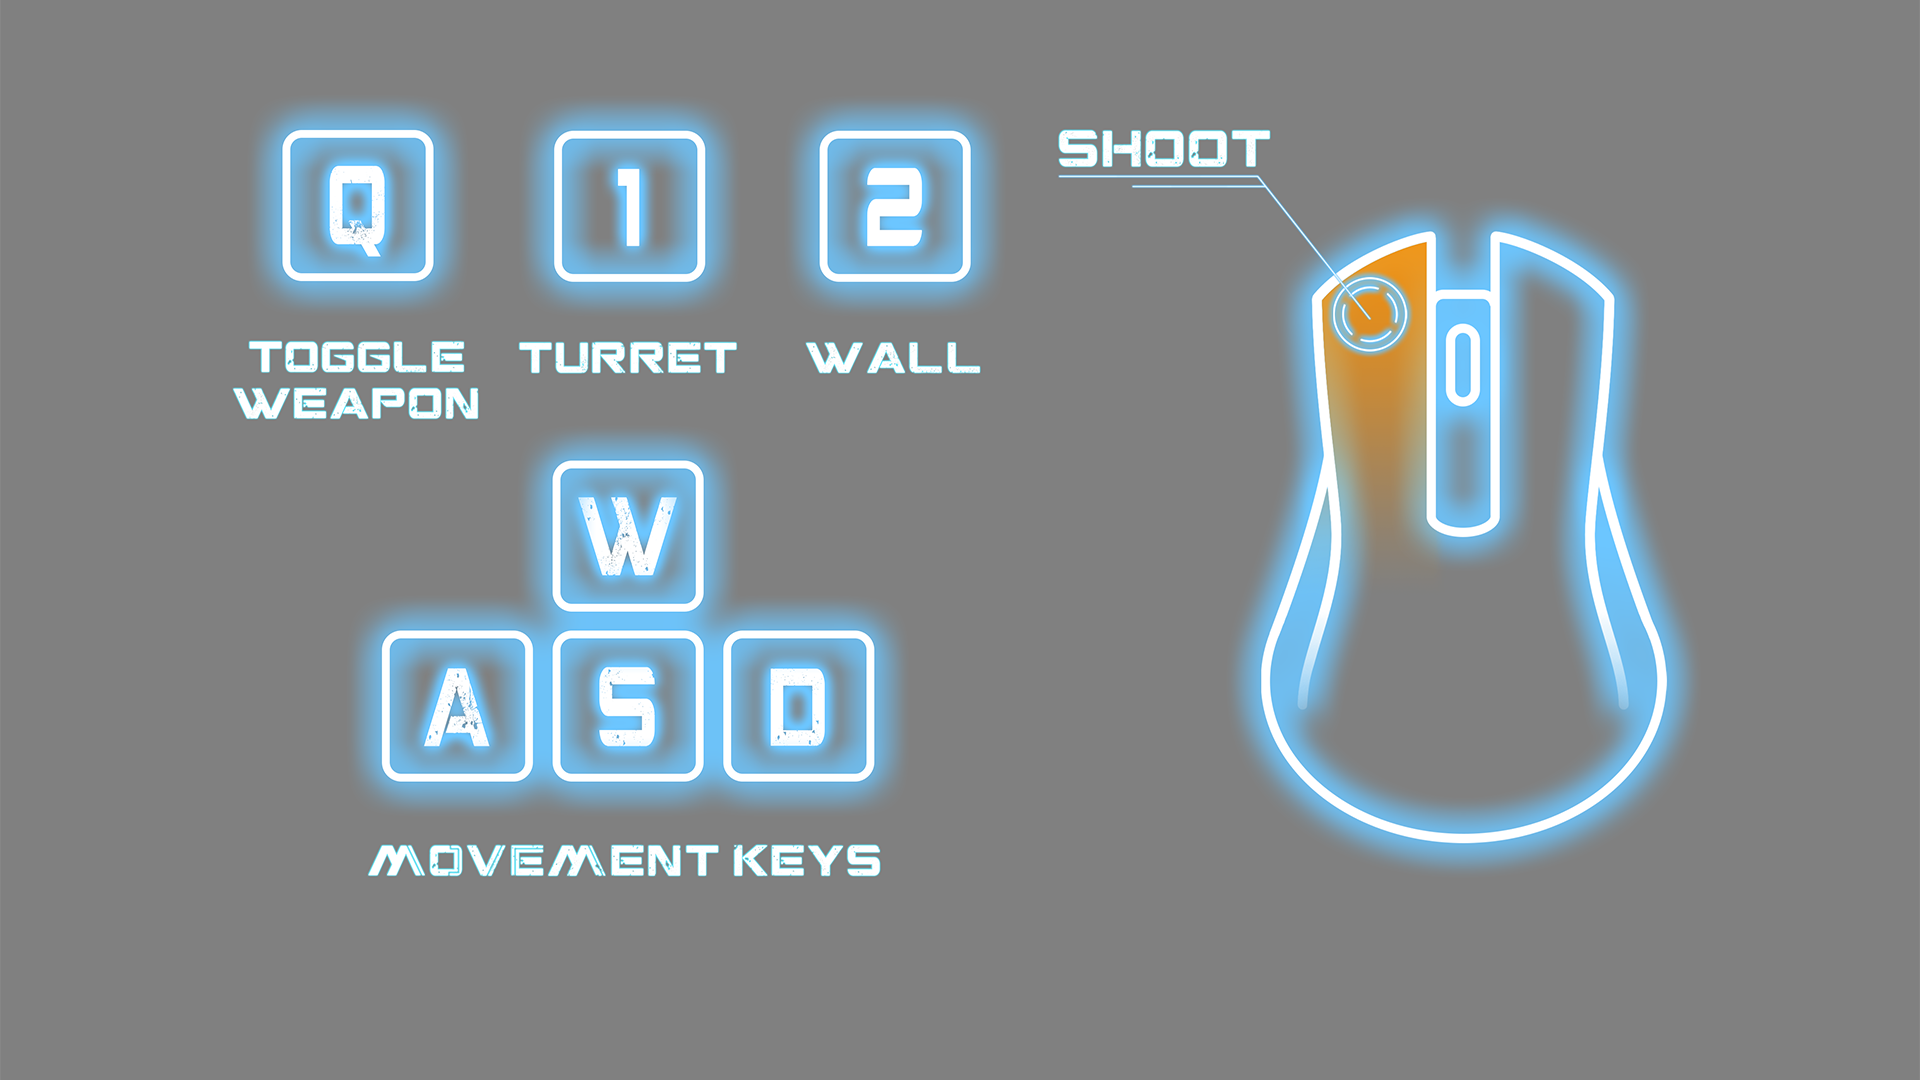 Q 1 2
SHOOT
TOGGLE WEAPON
TURRET
WALL
W
A S D
MOVEMENT KEYS